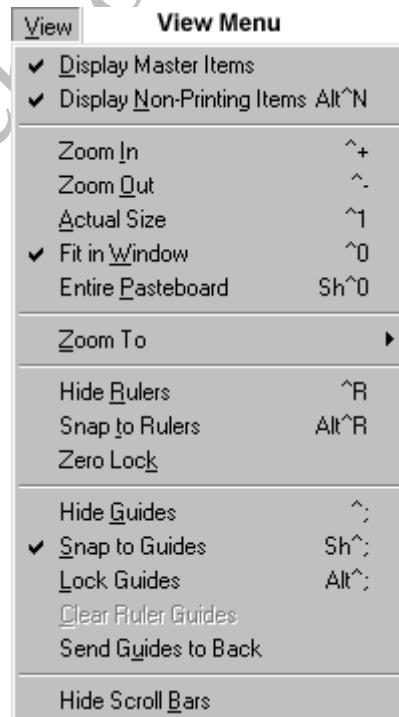 View View Menu
✔ Display Master Items
✔ Display Non-Printing Items Alt^N
Zoom In ^+
Zoom Out ^-
Actual Size ^1
✔ Fit in Window ^0
Entire Pasteboard Sh^0
Zoom To
Hide Rulers ^R
Snap to Rulers Alt^R
Zero Lock
Hide Guides ^;
✔ Snap to Guides Sh^;
Lock Guides Alt^;
Clear Ruler Guides
Send Guides to Back
Hide Scroll Bars